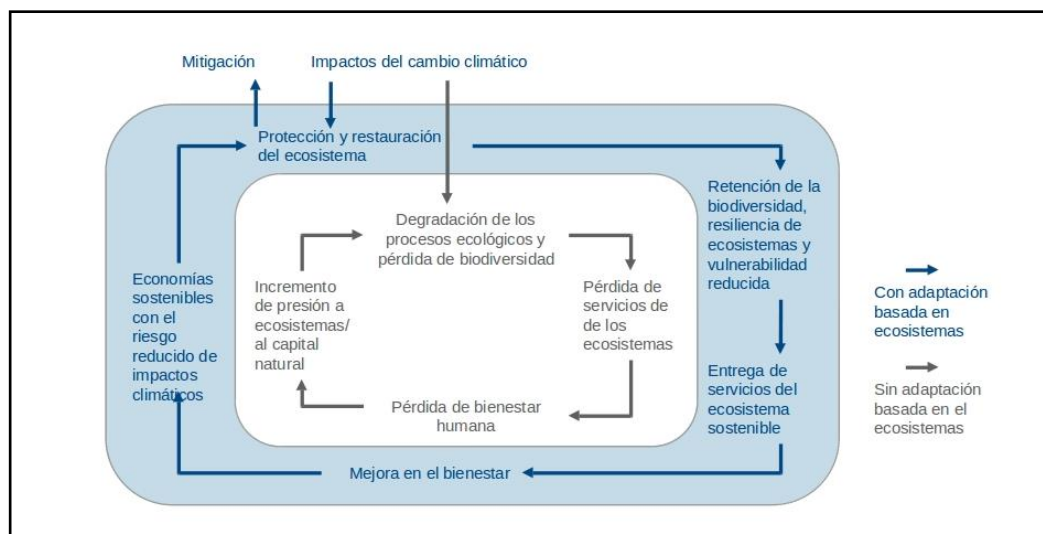 Mitigación
Impactos del cambio climático
Protección y restauración
del ecosistema
Retención de la
biodiversidad,
resiliencia de
ecosistemas y
vulnerabilidad
reducida
Entrega de
servicios del
ecosistema
sostenible
Mejora en el bienestar
Economías
sostenibles
con el
riesgo
reducido de
impactos
climáticos
Degradación de los
procesos ecológicos y
pérdida de biodiversidad
Pérdida de
servicios de
de los
ecosistemas
Pérdida de bienestar
humana
Incremento
de presión a
ecosistemas/
al capital
natural
Con adaptación
basada en
ecosistemas
Sin adaptación
basada en el
ecosistemas